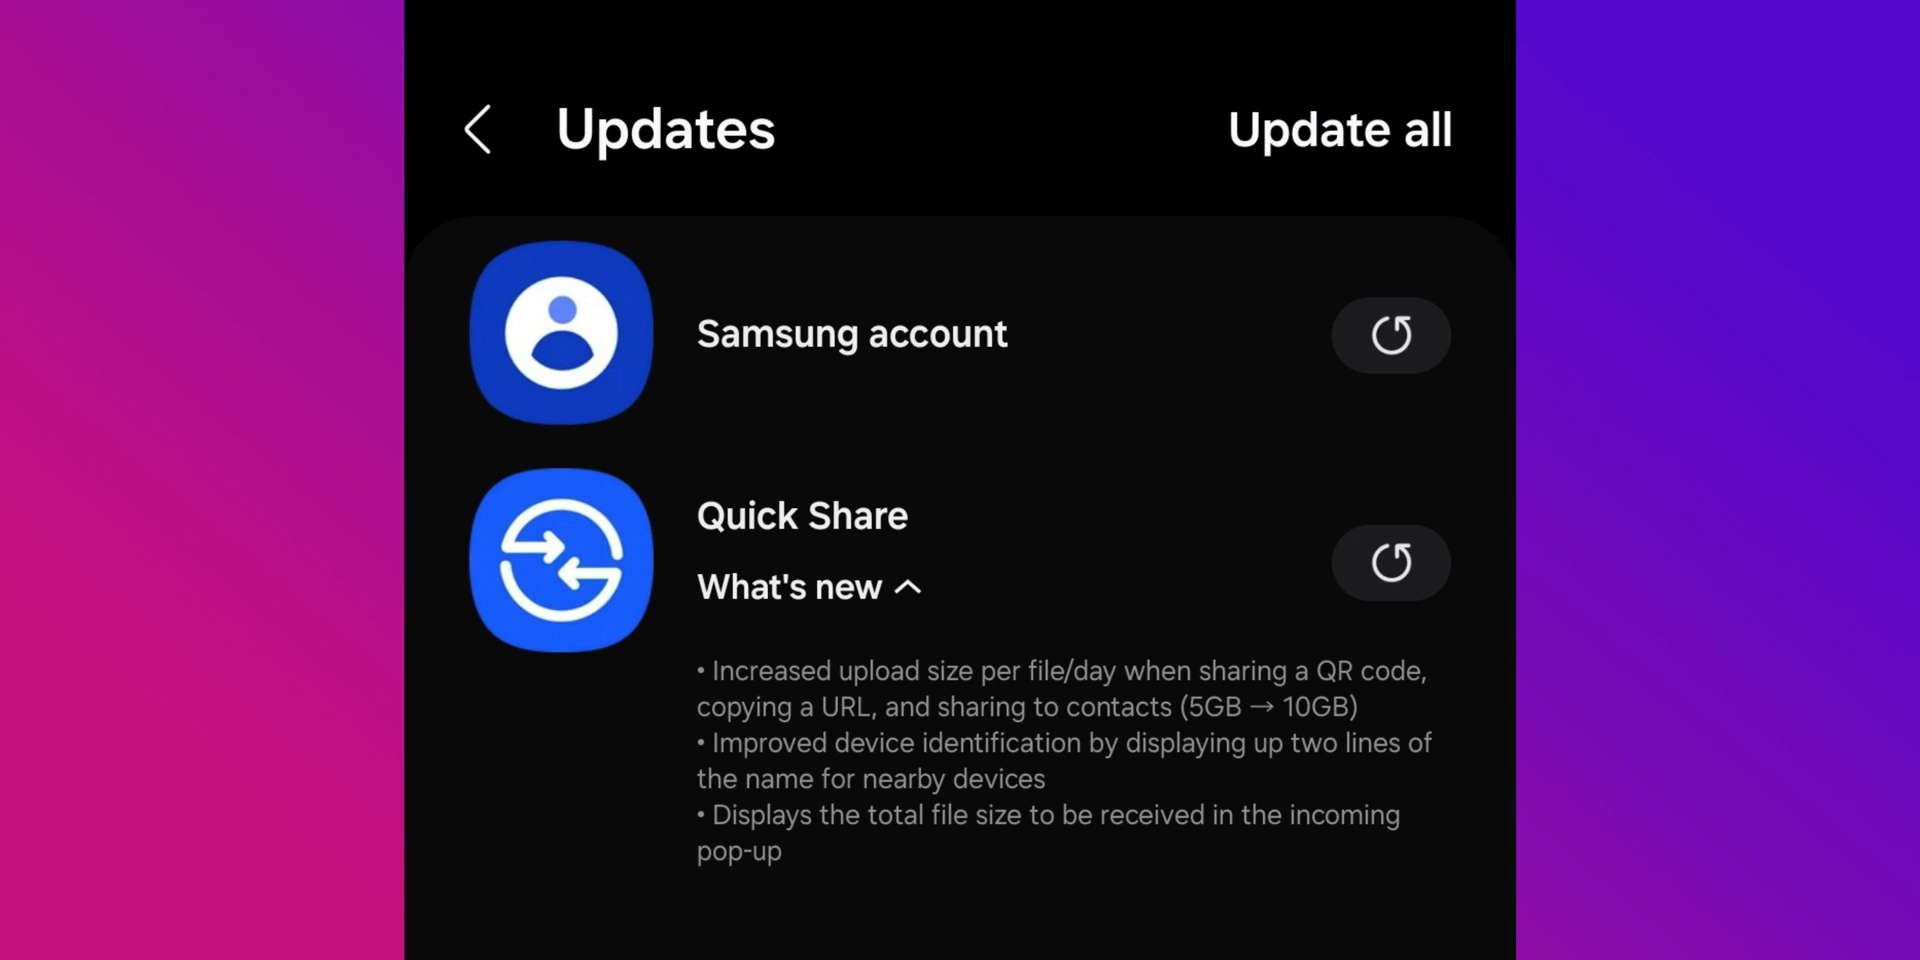 Updates
Update all
Samsung account
Quick Share
What's new
• Increased upload size per file/day when sharing a QR code,
copying a URL, and sharing to contacts (5GB → 10GB)
• Improved device identification by displaying up two lines of
the name for nearby devices
• Displays the total file size to be received in the incoming
pop-up